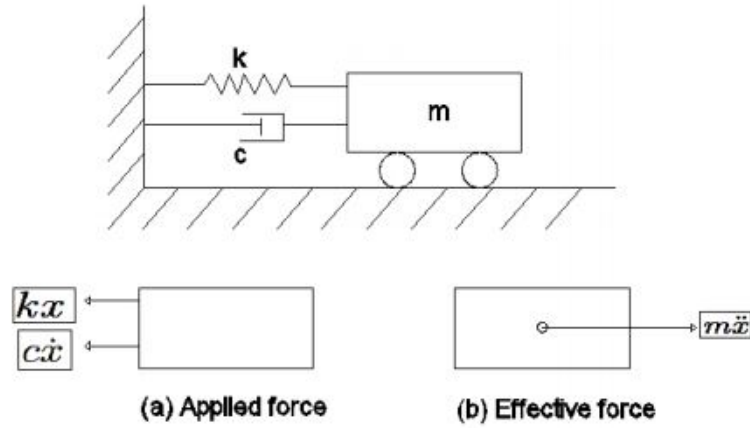 k
m
c
kx
cẋ
mẍ
(a) Applied force
(b) Effective force